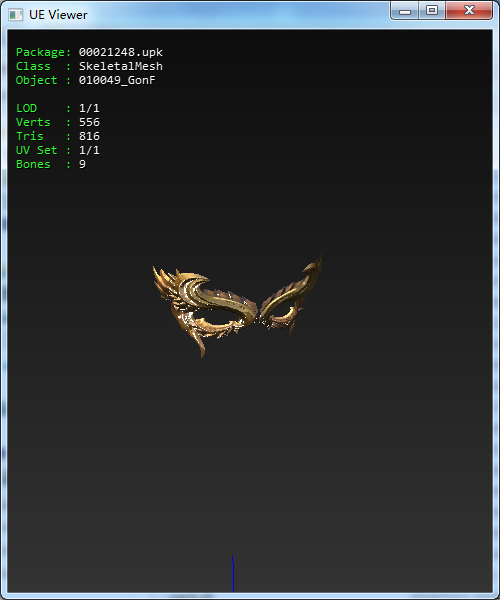 UE Viewer
Package: 00021248.upk
Class : SkeletalMesh
Object : 010049_GonF
LOD : 1/1
Verts : 556
Tris : 816
UV Set : 1/1
Bones : 9